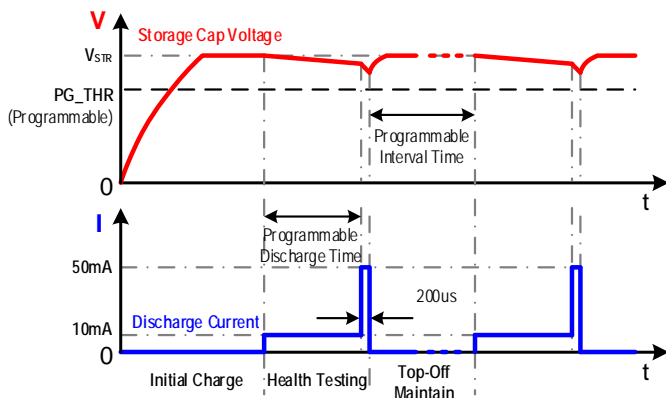 V
Storage Cap Voltage
VSTR
PG_THR
(Programmable)
Programmable
Interval Time
0
t
I
Programmable
Discharge Time
50mA
200us
Discharge Current
10mA
0
t
Initial Charge
Health Testing
Top-Off
Maintain